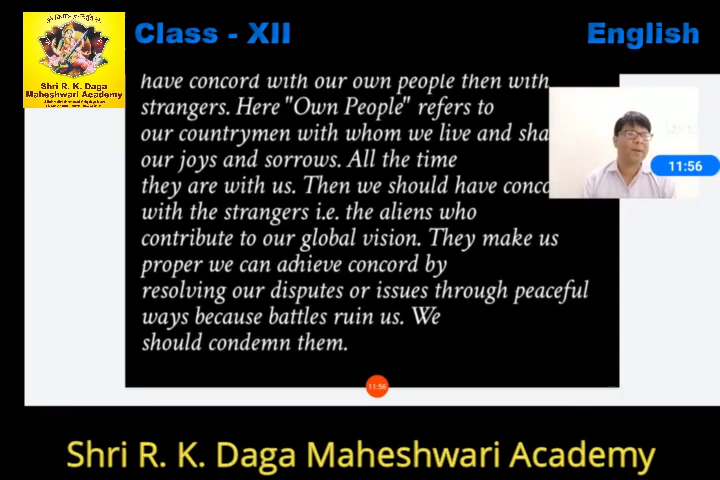 Class - XII
English
Shri R. K. Daga
Maheshwari Academy
have concord with our own people then with
strangers. Here "Own People" refers to
our countrymen with whom we live and sha
our joys and sorrows. All the time
they are with us. Then we should have conco
with the strangers i.e. the aliens who
contribute to our global vision. They make us
proper we can achieve concord by
resolving our disputes or issues through peaceful
ways because battles ruin us. We
should condemn them.
11:56
11:56
Shri R. K. Daga Maheshwari Academy